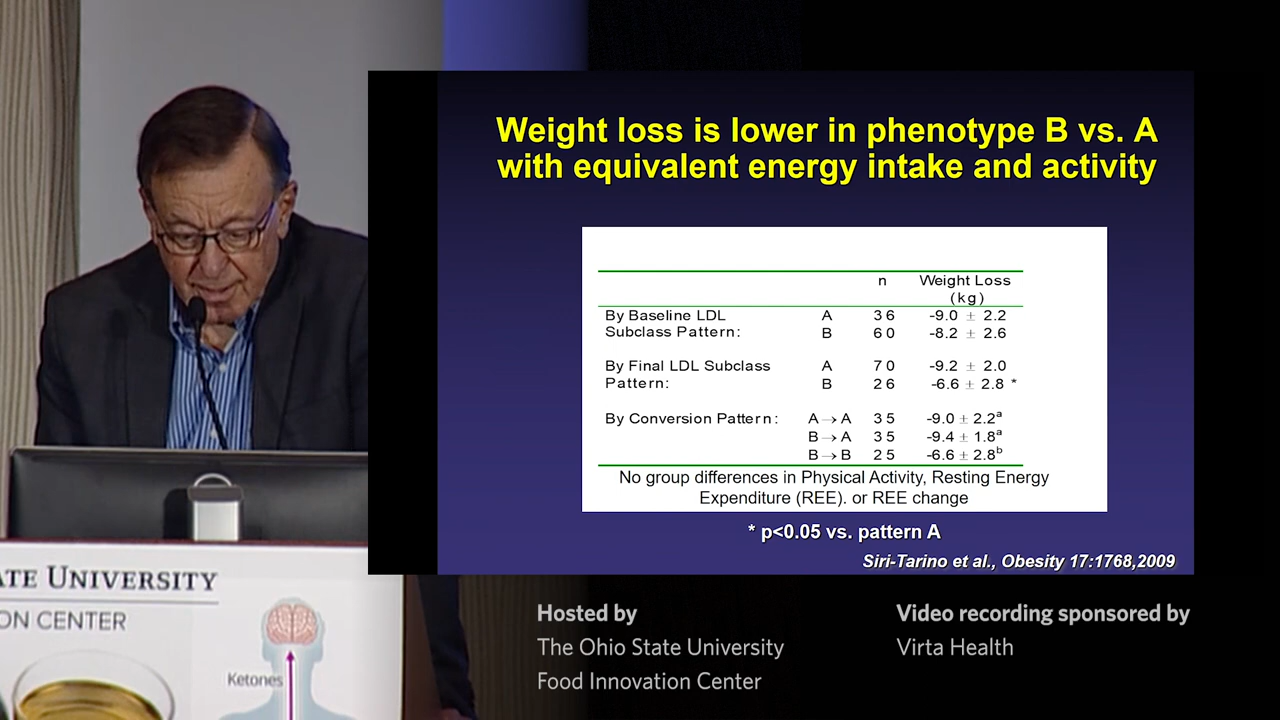 Weight loss is lower in phenotype B vs. A
with equivalent energy intake and activity
n Weight Loss
(kg)
By Baseline LDL A 36 -9.0 ± 2.2
Subclass Pattern: B 60 -8.2 ± 2.6
By Final LDL Subclass A 70 -9.2 ± 2.0
Pattern: B 26 -6.6 ± 2.8 *
By Conversion Pattern: A → A 35 -9.0 ± 2.2a
B → A 35 -9.4 ± 1.8a
B → B 25 -6.6 ± 2.8b
No group differences in Physical Activity, Resting Energy
Expenditure (REE). or REE change
* p<0.05 vs. pattern A
Siri-Tarino et al., Obesity 17:1768,2009
ATE UNIVERSITY
ON CENTER
Ketones
Hosted by
The Ohio State University
Food Innovation Center
Video recording sponsored by
Virta Health